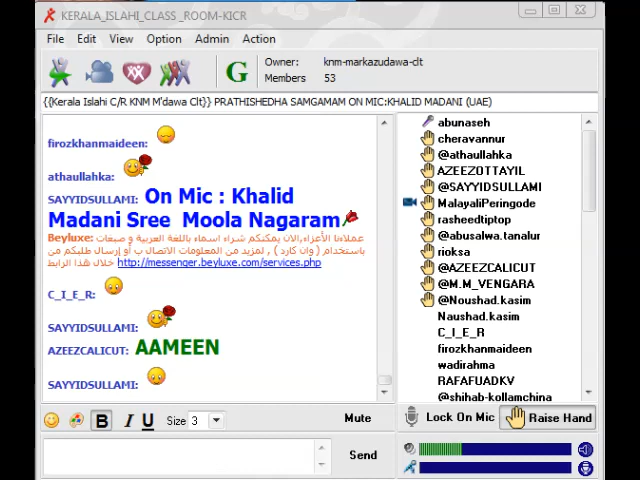 KERALA_ISLAHI_CLASS_ROOM-KICR
File Edit View Option Admin Action
G
Owner: knm-markazudawa-clt
Members 53
{{Kerala Islahi C/R KNM M'dawa Clt}} PRATHISHEDHA SAMGAMAM ON MIC:KHALID MADANI (UAE)
firozkhanmaideen:
athaullahka:
SAYYIDSULLAMI: On Mic : Khalid
Madani Sree Moola Nagaram
Beyluxe: عملاءنا الأعزاء,الان يمكنكم شراء اسماء باللغة العربية و صبغات
باستخدام ( وان كارد ) , لمزيد من المعلومات الاتصال ب أو إرسال طلبكم من
خلال هذا الرابط http://messenger.beyluxe.com/services.php
C_I_E_R:
SAYYIDSULLAMI:
AZEEZCALICUT: AAMEEN
SAYYIDSULLAMI:
abunaseh
cheravannur
@athaullahka
AZEEZOTTAYIL
@SAYYIDSULLAMI
MalayaliPeringode
rasheedtiptop
@abusalwa.tanalur
rioksa
@AZEEZCALICUT
@M.M_VENGARA
@Noushad.kasim
Naushad.kasim
C_I_E_R
firozkhanmaideen
wadirahma
RAFAFUADKV
@shihab-kollamchina
B I U Size 3 Mute
Lock On Mic Raise Hand
Send